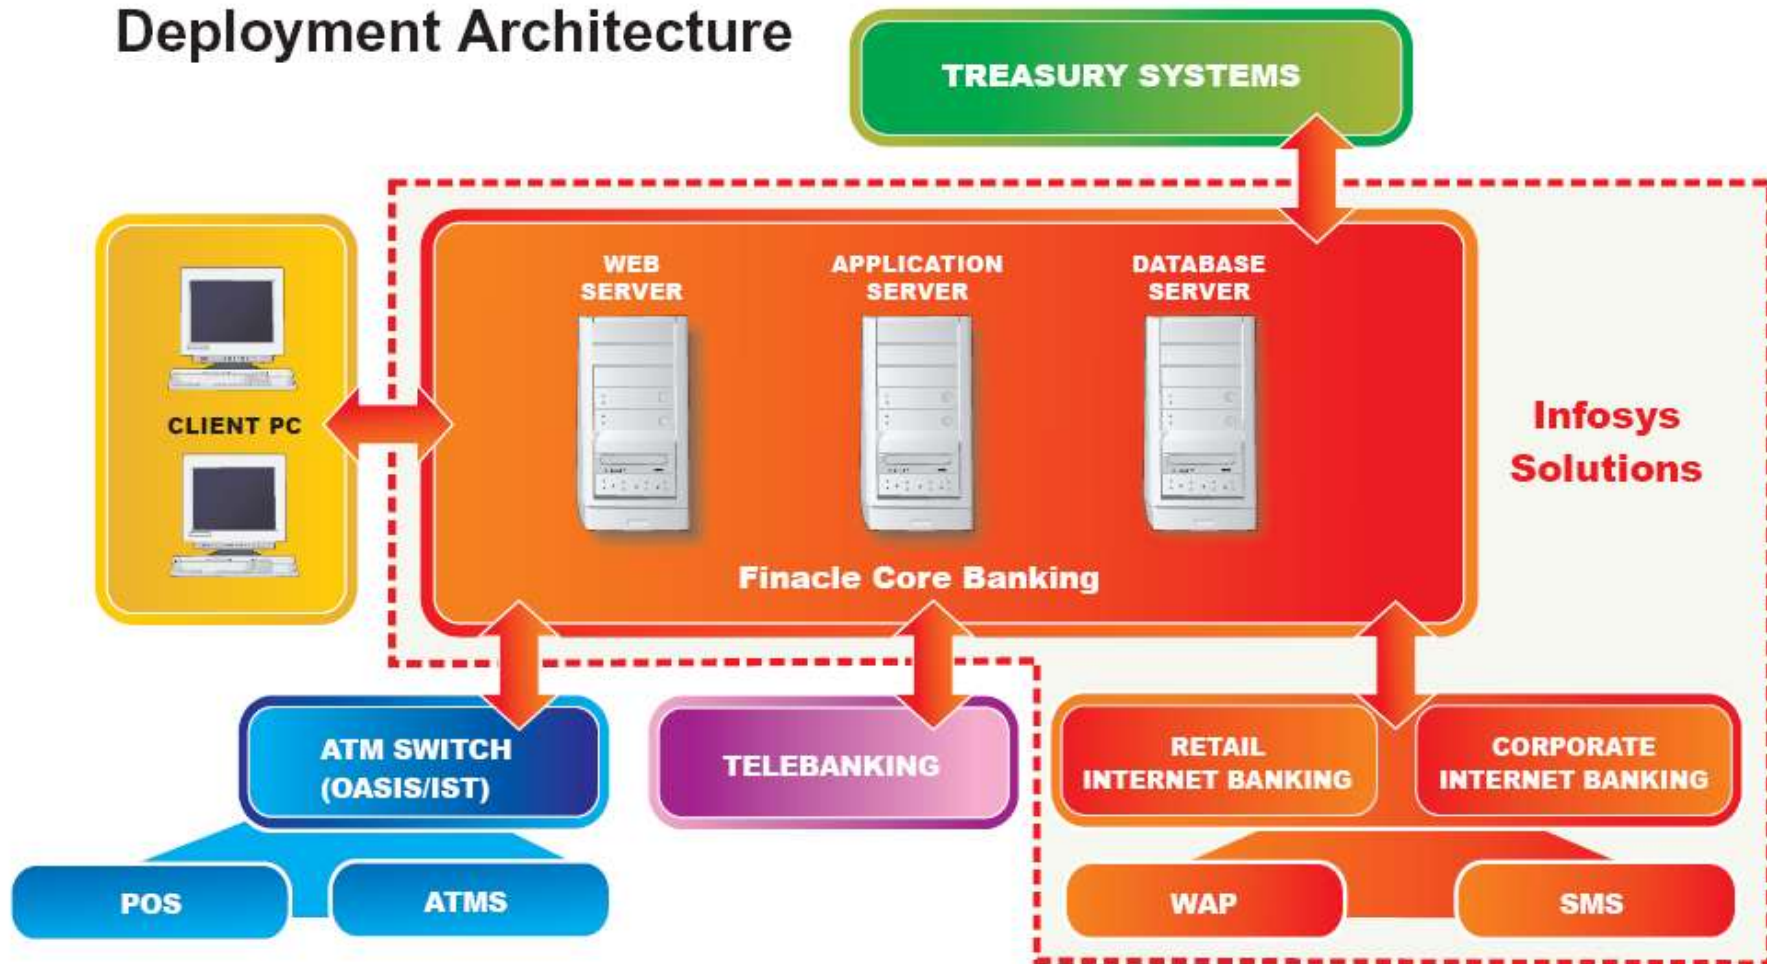 Deployment Architecture
TREASURY SYSTEMS
WEB
SERVER
APPLICATION
SERVER
DATABASE
SERVER
CLIENT PC
Infosys
Solutions
Finacle Core Banking
ATM SWITCH
(OASIS/IST)
TELEBANKING
RETAIL
INTERNET BANKING
CORPORATE
INTERNET BANKING
POS
ATMS
WAP
SMS